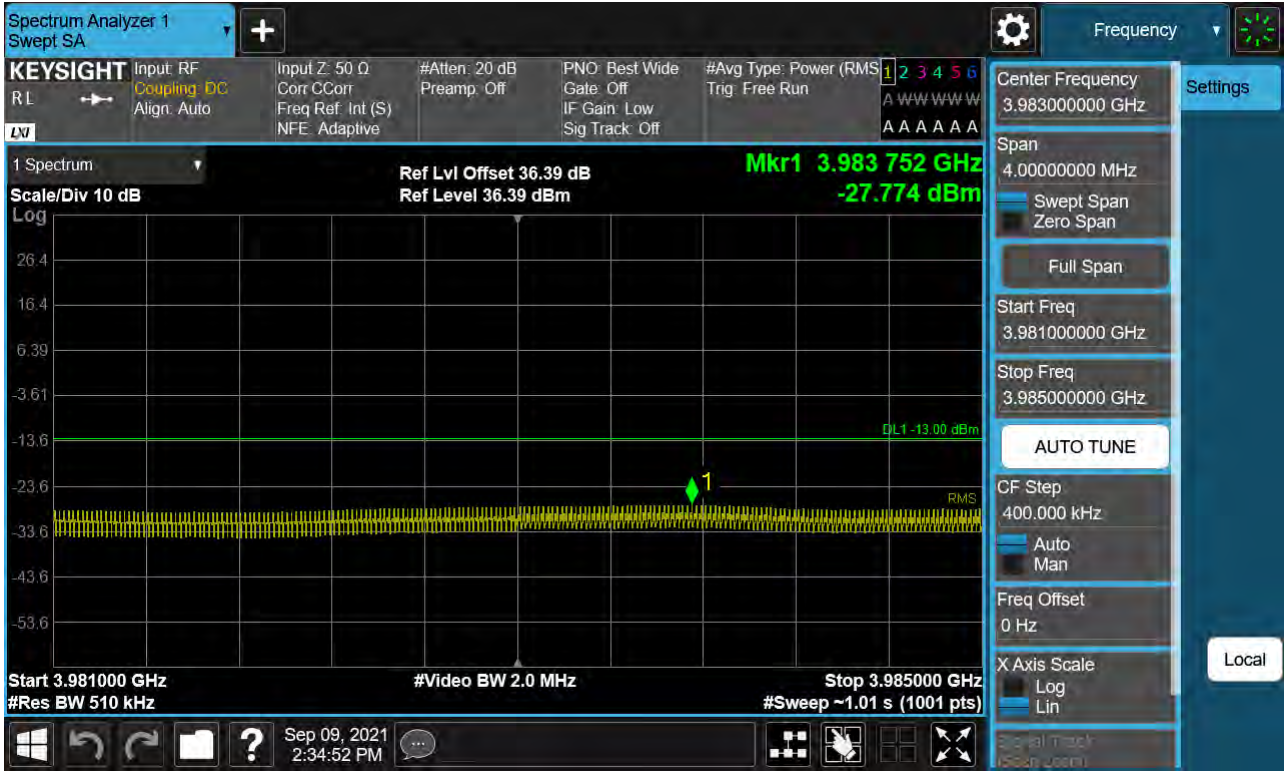 Spectrum Analyzer 1
Swept SA
+
Frequency
KEYSIGHT
RL
LXI
Input: RF
Coupling: DC
Align: Auto
Input Z: 50 Ω
Corr CCorr
Freq Ref: Int (S)
NFE: Adaptive
#Atten: 20 dB
Preamp: Off
PNO: Best Wide
Gate: Off
IF Gain: Low
Sig Track: Off
#Avg Type: Power (RMS
Trig: Free Run
1 2 3 4 5 6
A W W W W W
A A A A A A
1 Spectrum
Scale/Div 10 dB
Log
Ref Lvl Offset 36.39 dB
Ref Level 36.39 dBm
Mkr1 3.983 752 GHz
-27.774 dBm
26.4
16.4
6.39
-3.61
-13.6
-23.6
-33.6
-43.6
-53.6
DL1 -13.00 dBm
1
RMS
Start 3.981000 GHz
#Res BW 510 kHz
#Video BW 2.0 MHz
Stop 3.985000 GHz
#Sweep ~1.01 s (1001 pts)
Center Frequency
3.983000000 GHz
Span
4.00000000 MHz
Swept Span
Zero Span
Full Span
Start Freq
3.981000000 GHz
Stop Freq
3.985000000 GHz
AUTO TUNE
CF Step
400.000 kHz
Auto
Man
Freq Offset
0 Hz
X Axis Scale
Log
Lin
Signal Track
(Span Zoom)
Settings
Local
?
Sep 09, 2021
2:34:52 PM